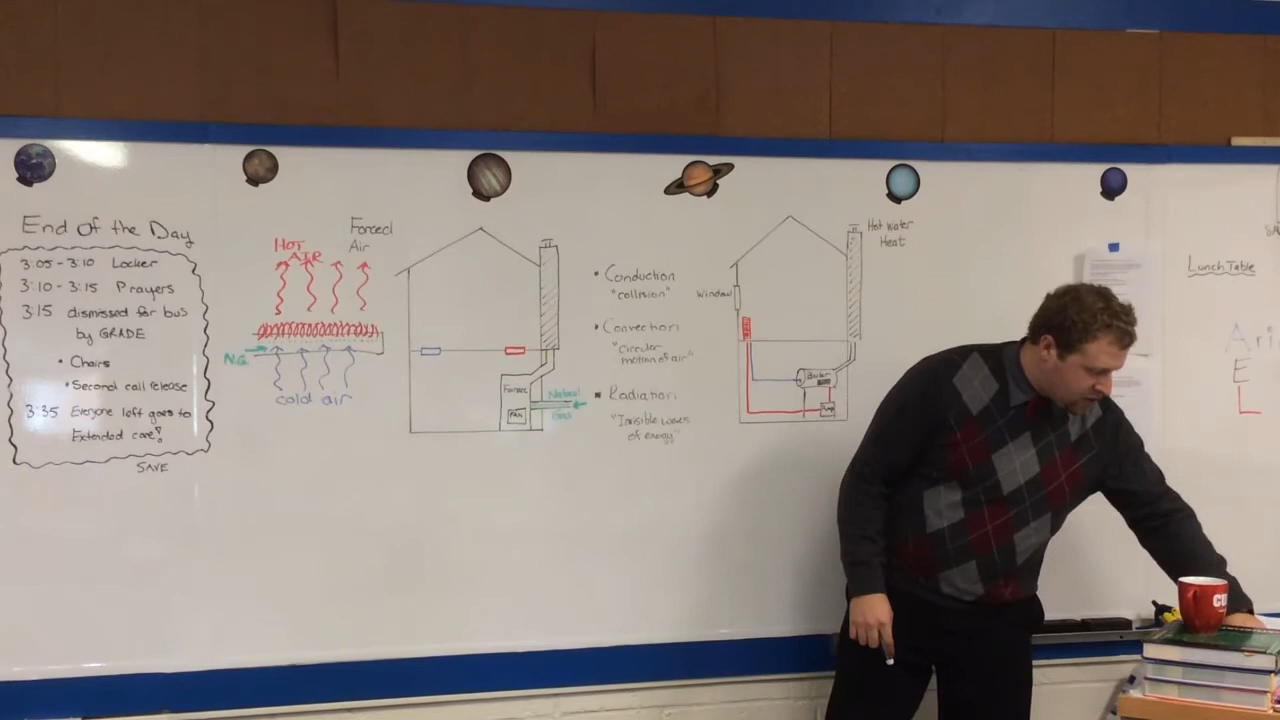 End of the Day
3:05-3:10 Locker
3:10-3:15 Prayers
3:15 dismissed for bus
by GRADE
• Chairs
• Second call release
3:35 Everyone left goes to
Extended care!
SAVE
Forced
Air
HOT
AIR
N.G.
cold air
Furnace
FAN
Natural
Gas
• Conduction
"collision"
• Convection
"Circular
motion of air"
▪ Radiation
"Invisible waves
of energy"
Hot Water
Heat
Window
Boiler
Pump
Lunch Table
Ari
E
L